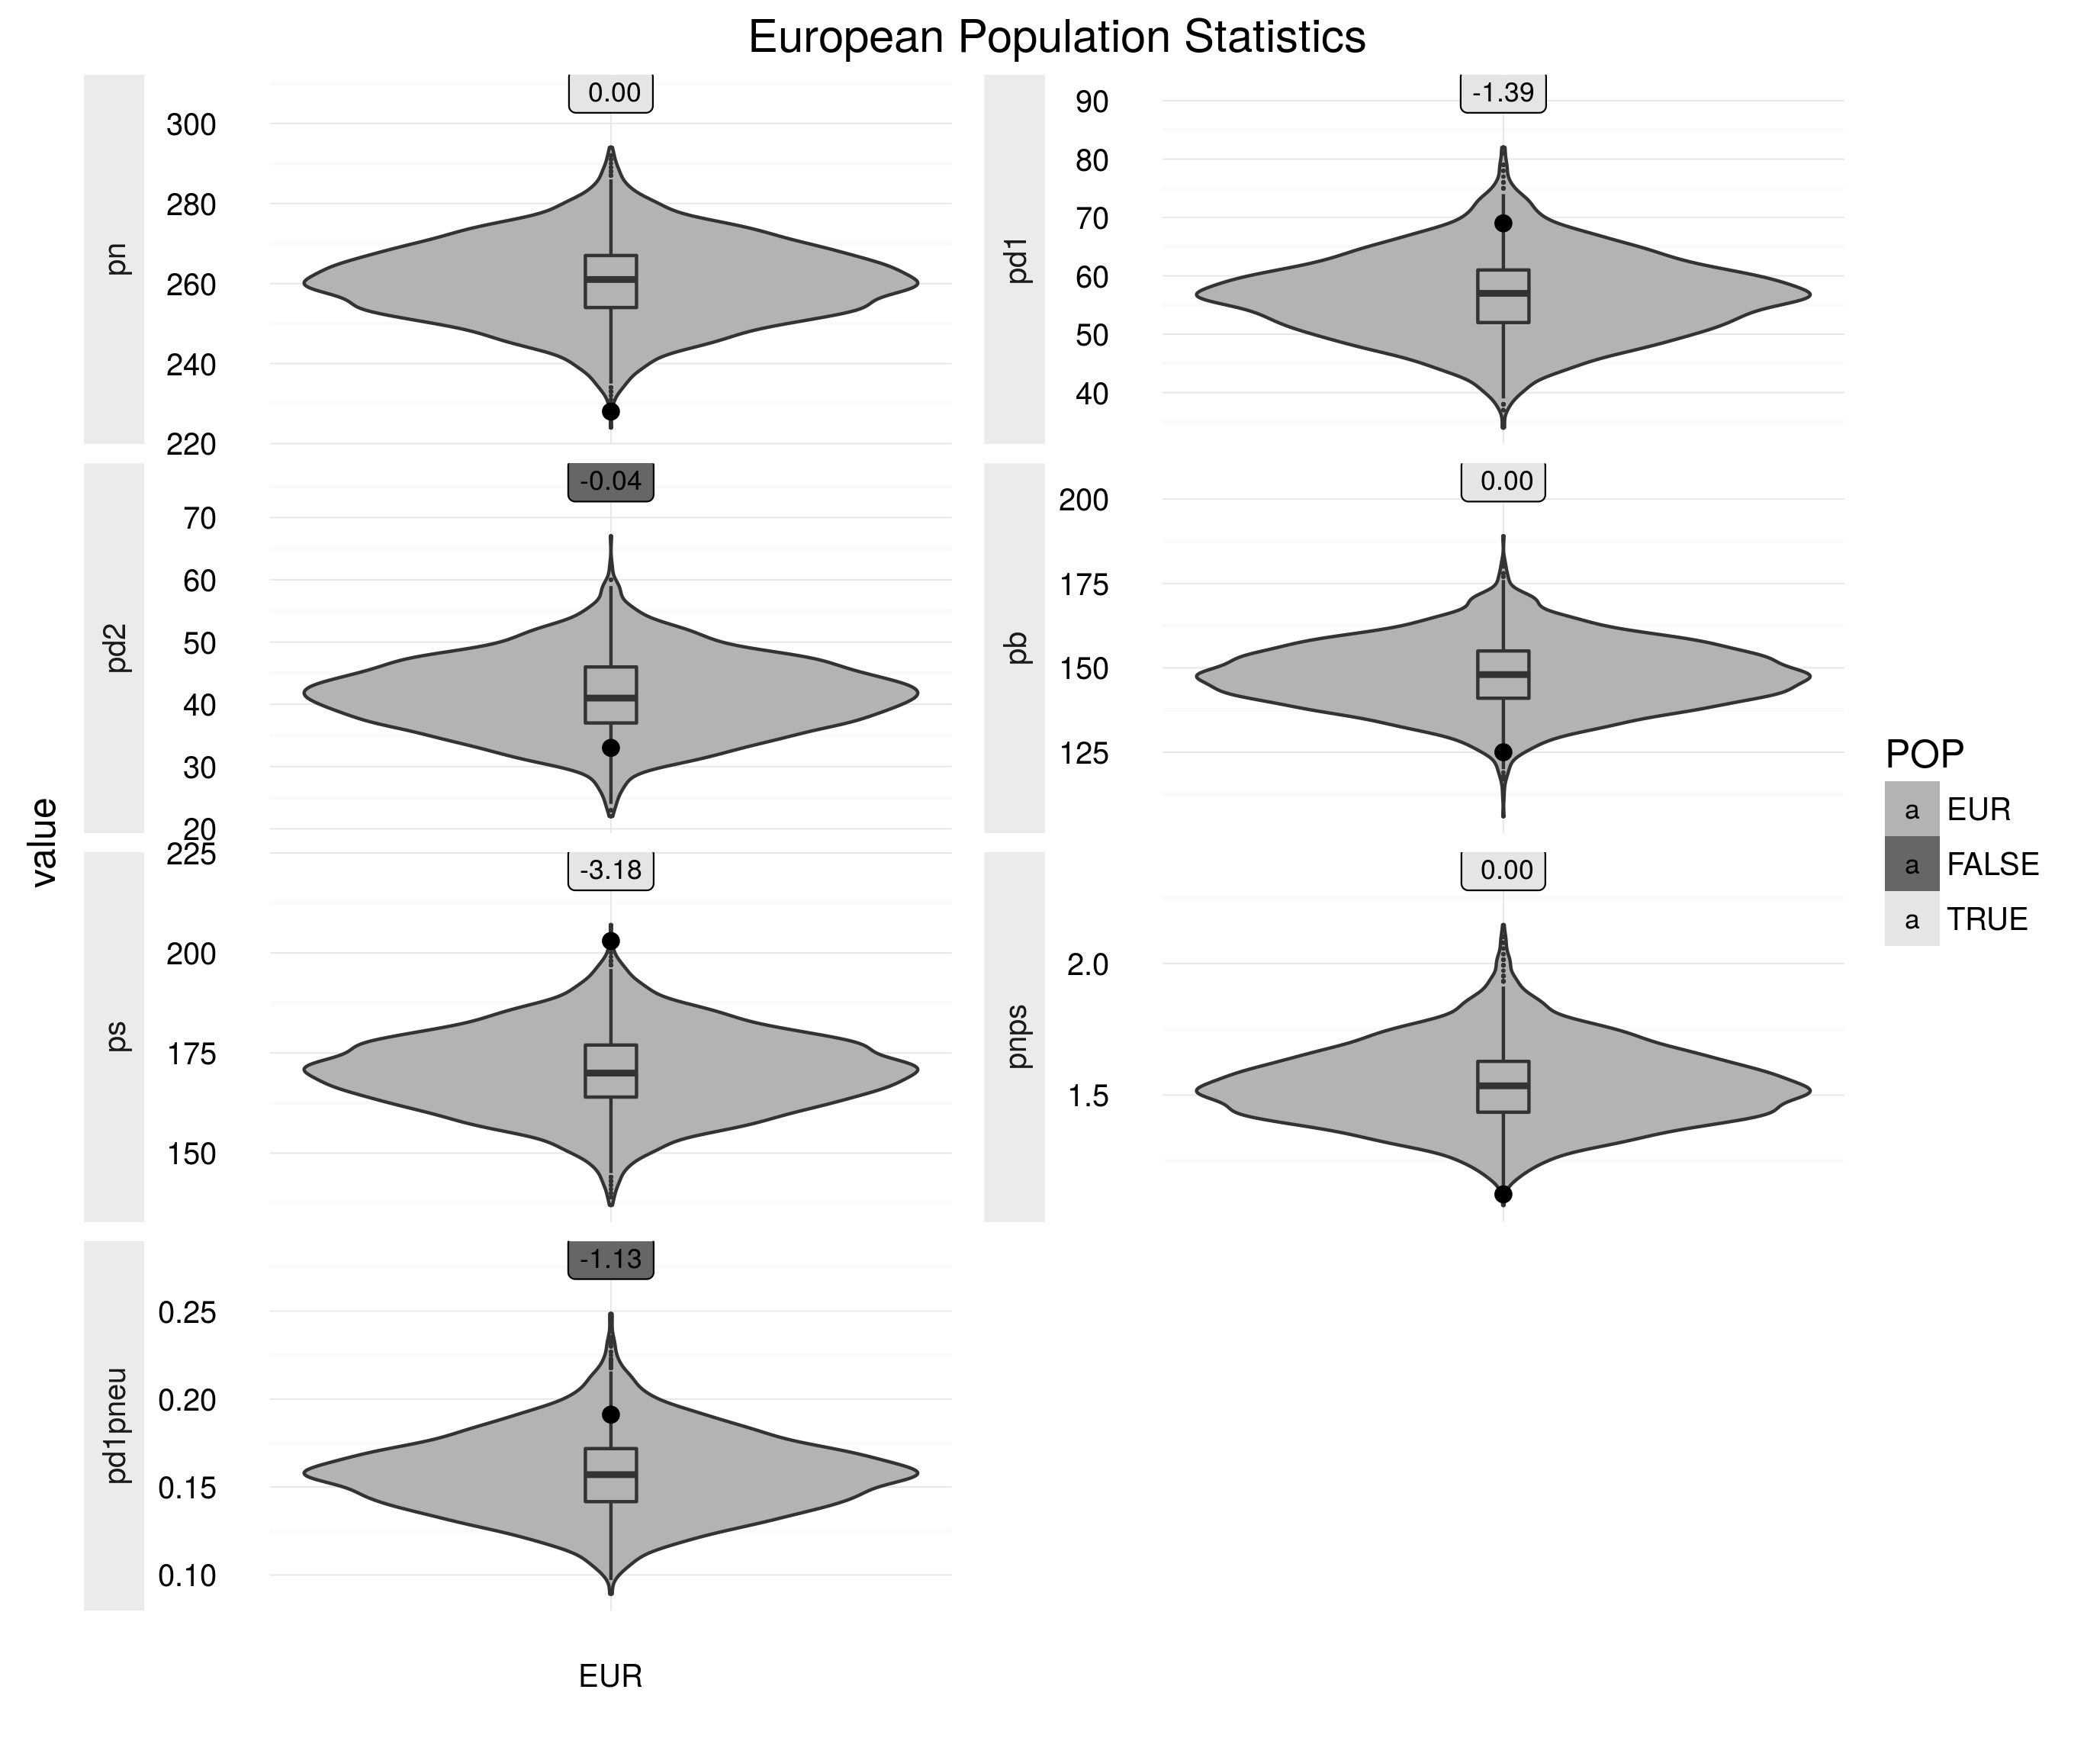 European Population Statistics
value
pn
300
280
260
240
220
0.00
pd1
90
80
70
60
50
40
-1.39
pd2
70
60
50
40
30
20
-0.04
pb
200
175
150
125
0.00
ps
225
200
175
150
-3.18
pnps
2.0
1.5
0.00
pd1pneu
0.25
0.20
0.15
0.10
-1.13
EUR
POP
a EUR
a FALSE
a TRUE